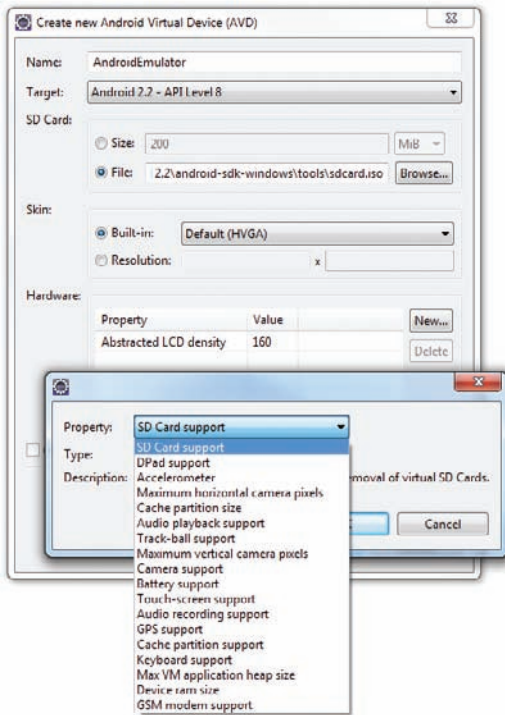 Create new Android Virtual Device (AVD)
Name: AndroidEmulator
Target: Android 2.2 - API Level 8
SD Card:
Size: 200 MiB
File: 2.2\android-sdk-windows\tools\sdcard.iso Browse...
Skin:
Built-in: Default (HVGA)
Resolution: x
Hardware:
Property Value New...
Abstracted LCD density 160 Delete
Property: SD Card support
Type:
Description: emoval of virtual SD Cards.
Cancel
SD Card support
DPad support
Accelerometer
Maximum horizontal camera pixels
Cache partition size
Audio playback support
Track-ball support
Maximum vertical camera pixels
Camera support
Battery support
Touch-screen support
Audio recording support
GPS support
Cache partition support
Keyboard support
Max VM application heap size
Device ram size
GSM modem support